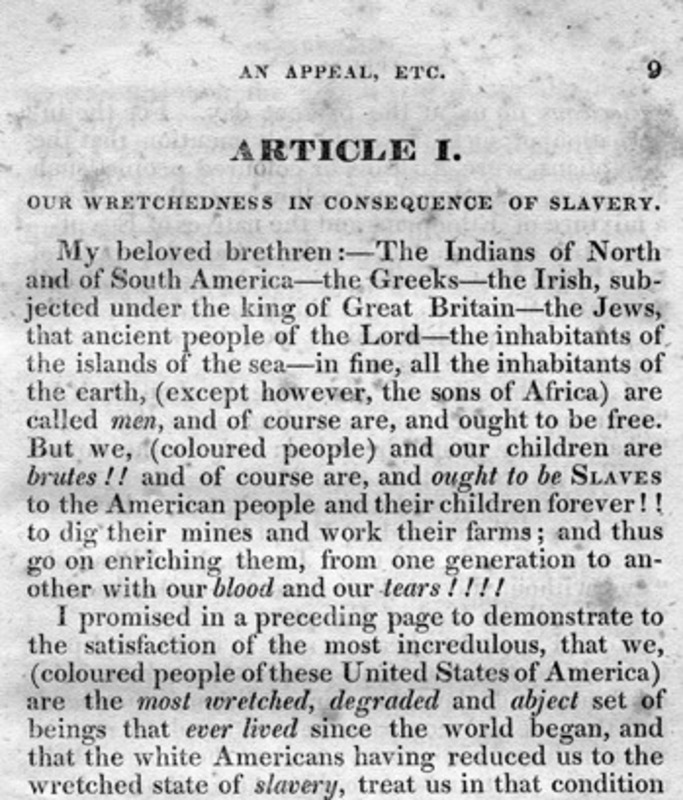 AN APPEAL, ETC. 9
ARTICLE I.
OUR WRETCHEDNESS IN CONSEQUENCE OF SLAVERY.
My beloved brethren:—The Indians of North
and of South America—the Greeks—the Irish, sub-
jected under the king of Great Britain—the Jews,
that ancient people of the Lord—the inhabitants of
the islands of the sea—in fine, all the inhabitants of
the earth, (except however, the sons of Africa) are
called men, and of course are, and ought to be free.
But we, (coloured people) and our children are
brutes!! and of course are, and ought to be SLAVES
to the American people and their children forever!!
to dig their mines and work their farms; and thus
go on enriching them, from one generation to an-
other with our blood and our tears!!!!
I promised in a preceding page to demonstrate to
the satisfaction of the most incredulous, that we,
(coloured people of these United States of America)
are the most wretched, degraded and abject set of
beings that ever lived since the world began, and
that the white Americans having reduced us to the
wretched state of slavery, treat us in that condition